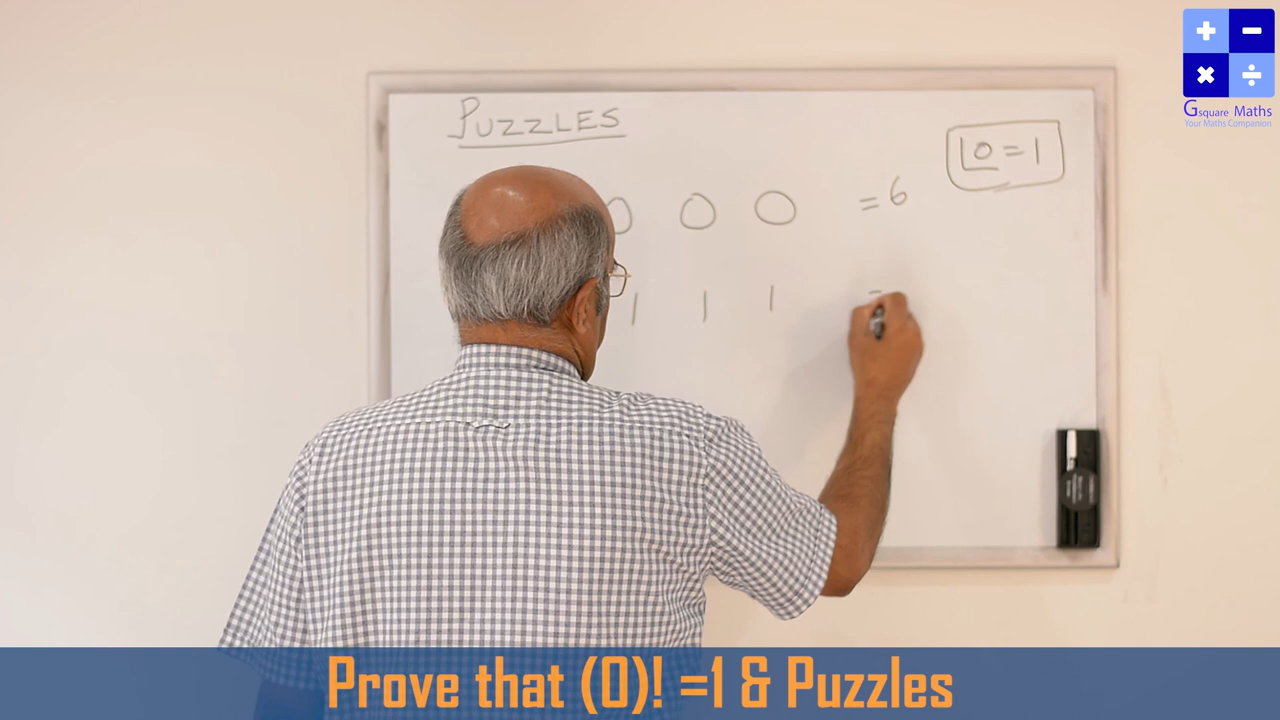 PUZZLES
0 0 0 = 6
|0 = 1
1 1 1 =
Gsquare Maths
Your Maths Companion
Prove that (0)! =1 & Puzzles